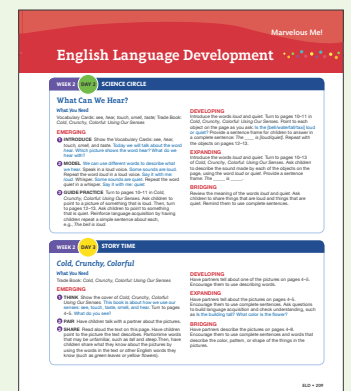 Marvelous Me!
English Language Development
WEEK 2 DAY 2 SCIENCE CIRCLE
What Can We Hear?
What You Need
Vocabulary Cards: see, hear, touch, smell, taste; Trade Book:
Cold, Crunchy, Colorful: Using Our Senses
EMERGING
1 INTRODUCE Show the Vocabulary Cards: see, hear,
touch, smell, and taste. Today we will talk about the word
hear. Which picture shows the word hear? What do we
hear with?
2 MODEL We can use different words to describe what
we hear. Speak in a loud voice. Some sounds are loud.
Repeat the word loud in a loud voice. Say it with me:
loud. Whisper. Some sounds are quiet. Repeat the word
quiet in a whisper. Say it with me: quiet
3 GUIDE PRACTICE Turn to pages 10–11 in Cold,
Crunchy, Colorful: Using Our Senses. Ask children to
point to a picture of something that is loud. Then, turn
to pages 12–13. Ask children to point to something
that is quiet. Reinforce language acquisition by having
children repeat a simple sentence about each,
e.g., The bell is loud.
DEVELOPING
Introduce the words loud and quiet. Turn to pages 10–11 in
Cold, Crunchy, Colorful: Using Our Senses. Point to each
object on the page as you ask: Is the [bell/waterfall/tea] loud
or quiet? Provide a sentence frame for children to answer in
a complete sentence: The ___ is [loud/quiet]. Repeat with
the objects on pages 12–13.
EXPANDING
Introduce the words loud and quiet. Turn to pages 10–13
of Cold, Crunchy, Colorful: Using Our Senses. Ask children
to describe the sound made by each of the objects on the
page, using the word loud or quiet. Provide a sentence
frame. The ___ is ___.
BRIDGING
Review the meaning of the words loud and quiet. Ask
children to share things that are loud and things that are
quiet. Remind them to use complete sentences.
WEEK 2 DAY 3 STORY TIME
Cold, Crunchy, Colorful
What You Need
Trade Book: Cold, Crunchy, Colorful: Using Our Senses
EMERGING
1 THINK Show the cover of Cold, Crunchy, Colorful:
Using Our Senses. This book is about how we use our
senses: see, touch, taste, smell, and hear. Turn to pages
4–5. What do you see?
2 PAIR Have children talk with a partner about the pictures.
3 SHARE Read aloud the text on this page. Have children
point to the picture the text describes. Pantomime words
that may be unfamiliar, such as tall and steep. Then, have
children share what they know about the pictures by
using the words in the text or other English words they
know (such as green leaves or yellow flowers).
DEVELOPING
Have partners tell about one of the pictures on pages 4–5.
Encourage them to use describing words.
EXPANDING
Have partners tell about the pictures on pages 4–5.
Encourage them to use complete sentences. Ask questions
to build language acquisition and check understanding, such
as Is the building tall? What color is the flower?
BRIDGING
Have partners describe the pictures on pages 4–8.
Encourage them to use complete sentences and words that
describe the color, pattern, or shape of the things in the
pictures.
ELD • 209